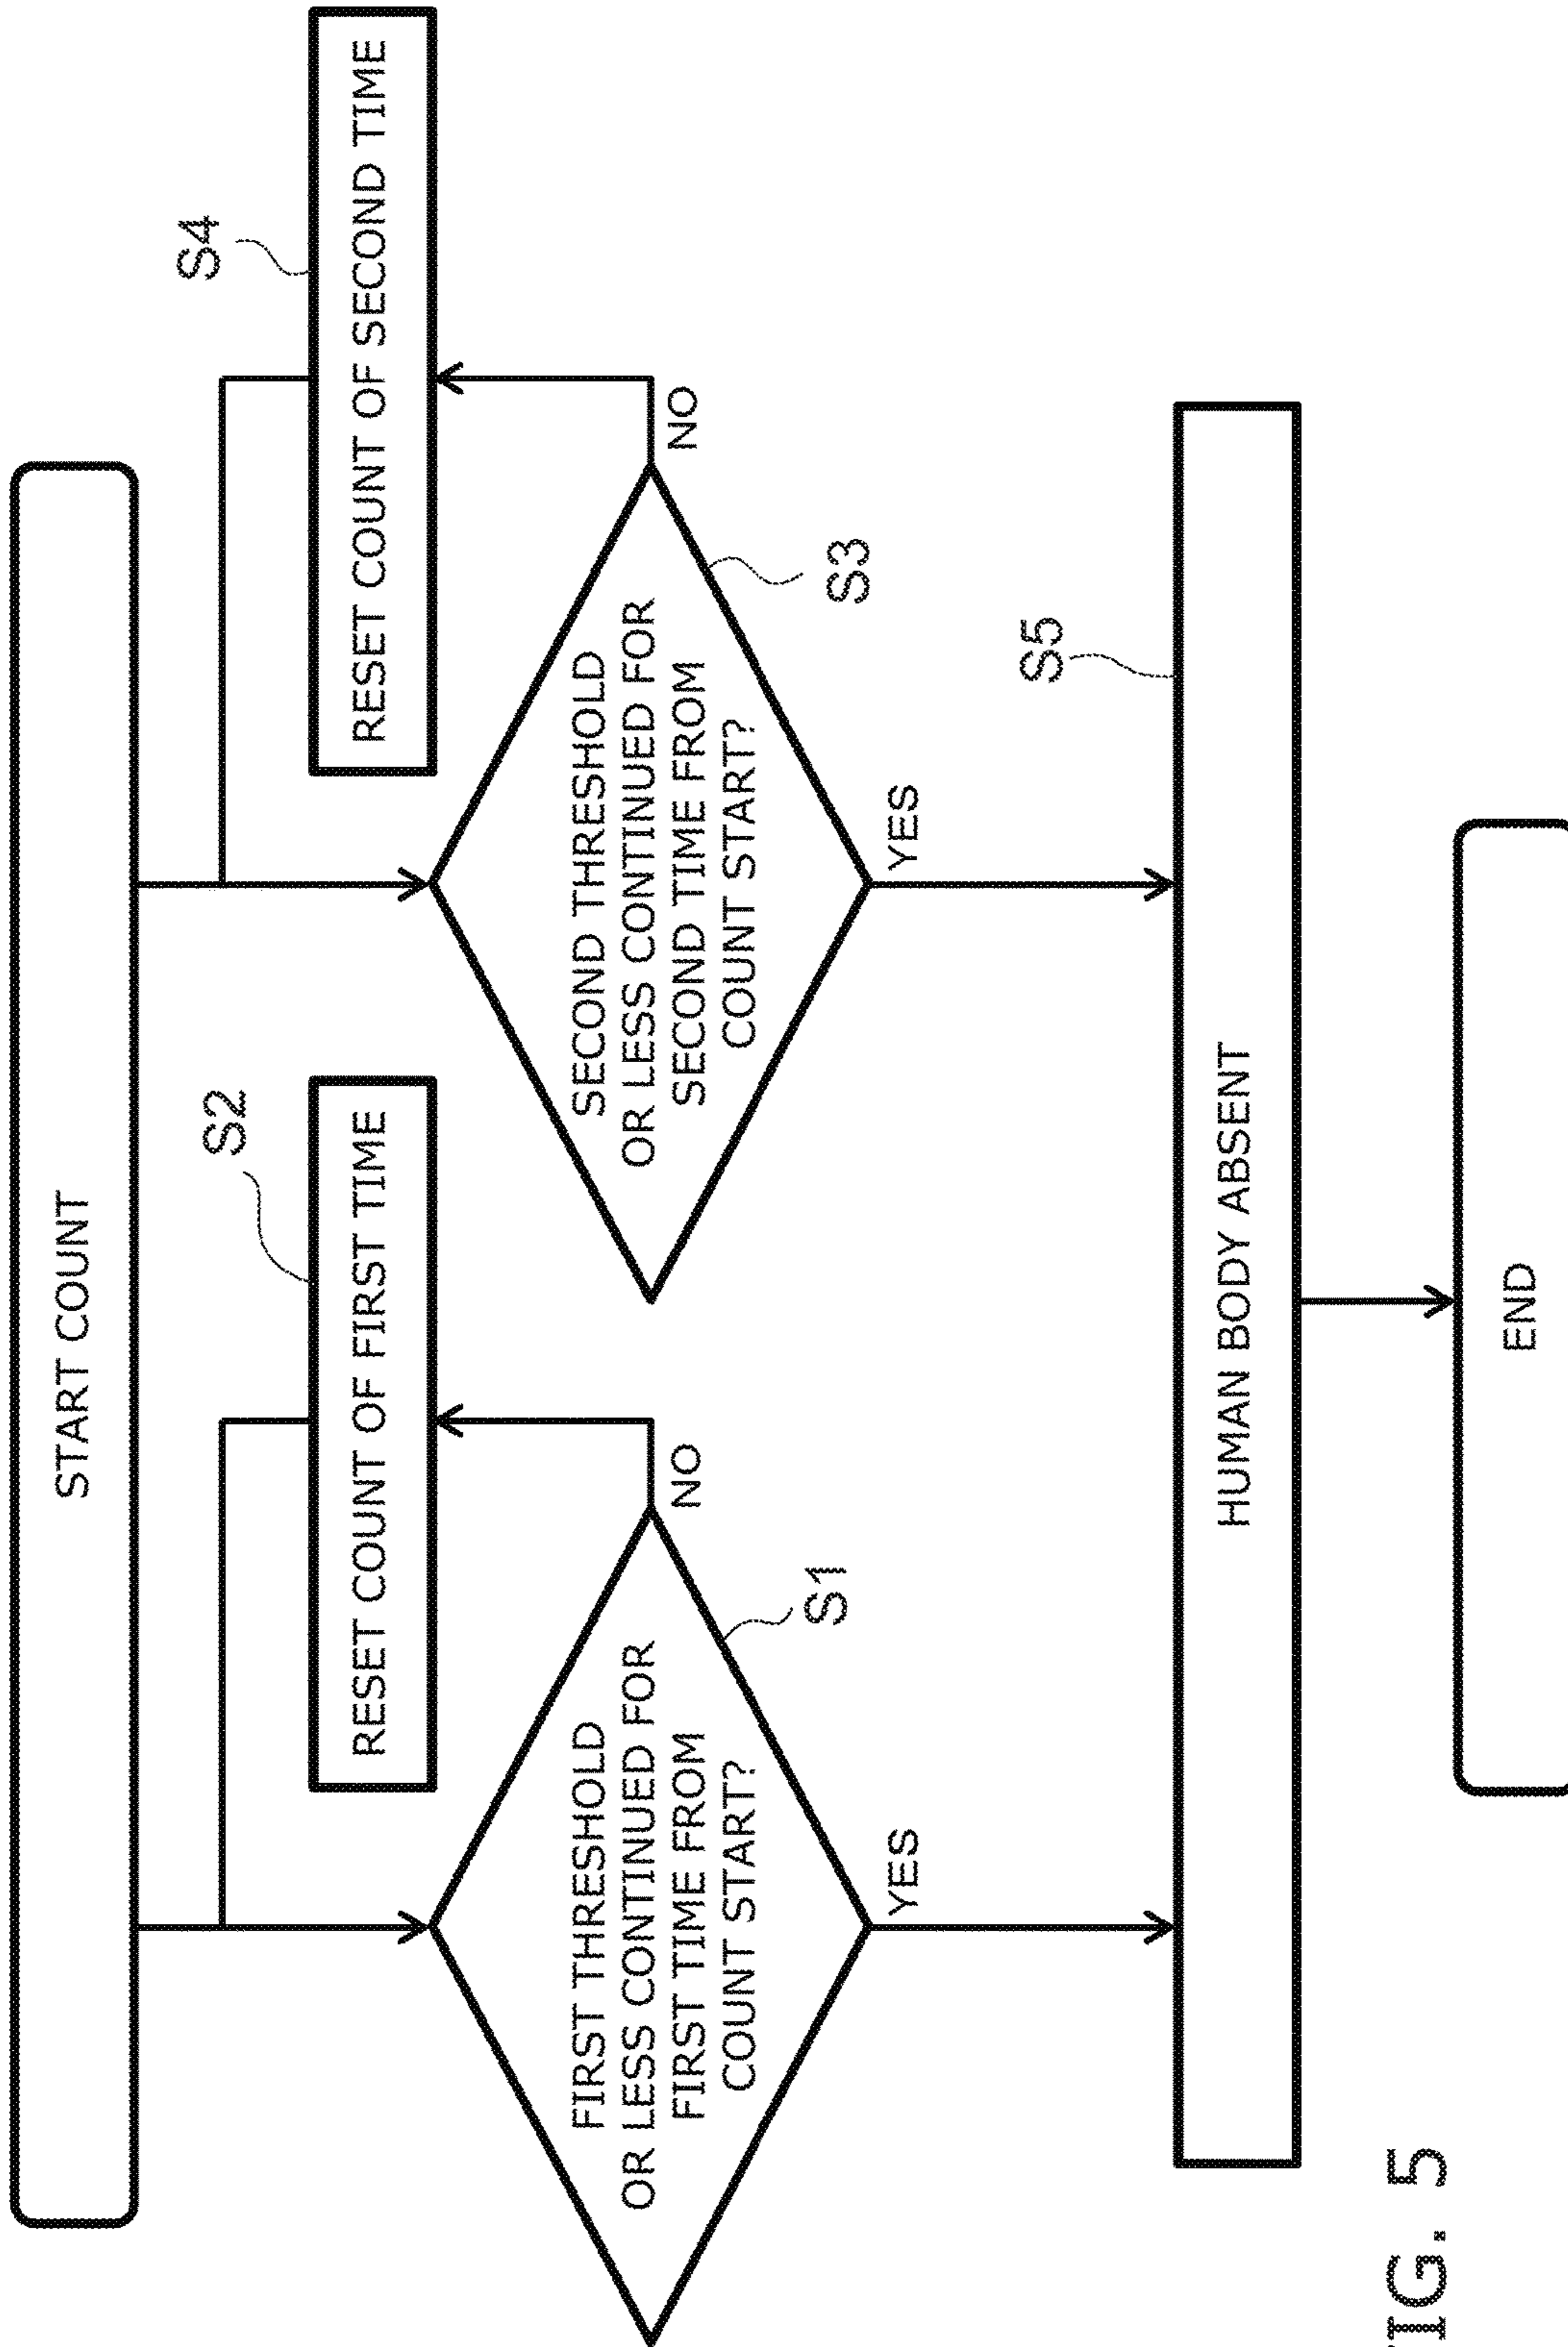 START COUNT
S2
RESET COUNT OF FIRST TIME
S4
RESET COUNT OF SECOND TIME
FIRST THRESHOLD
OR LESS CONTINUED FOR
FIRST TIME FROM
COUNT START?
NO
S1
YES
SECOND THRESHOLD
OR LESS CONTINUED FOR
SECOND TIME FROM
COUNT START?
NO
S3
YES
S5
HUMAN BODY ABSENT
END
IG. 5